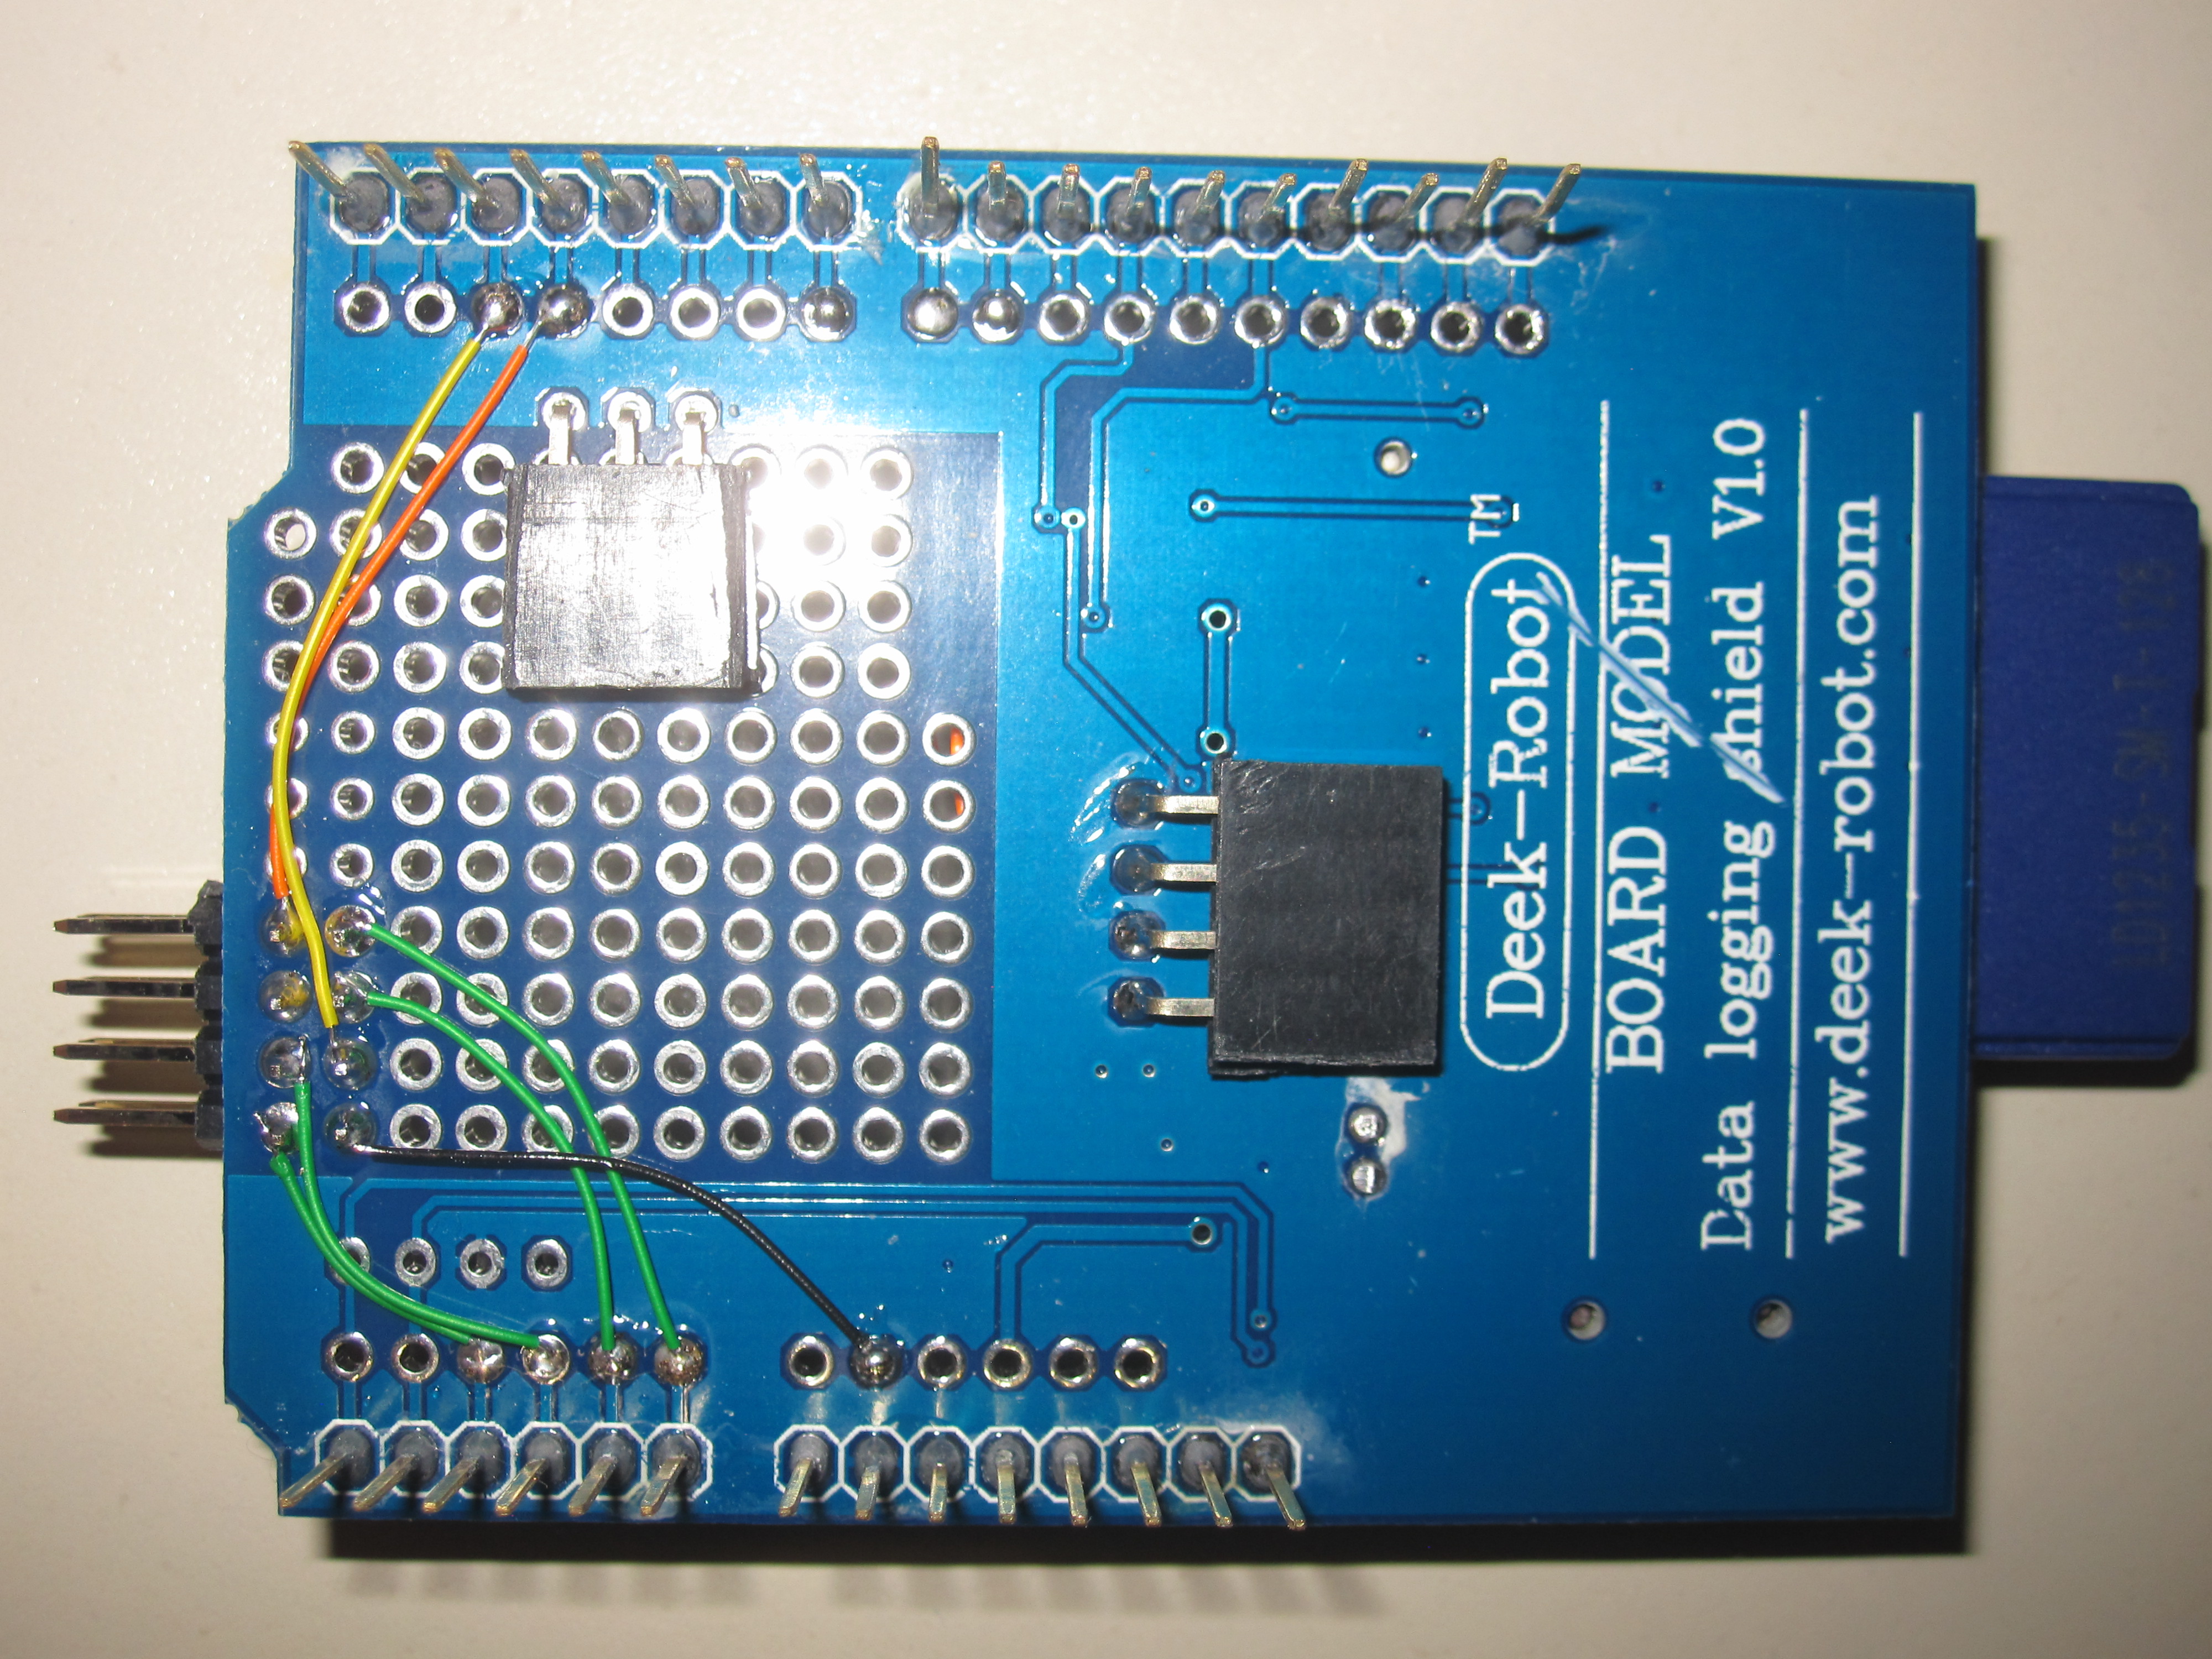 Deek-Robot
TM
BOARD MODEL
Data logging shield V1.0
www.deek-robot.com